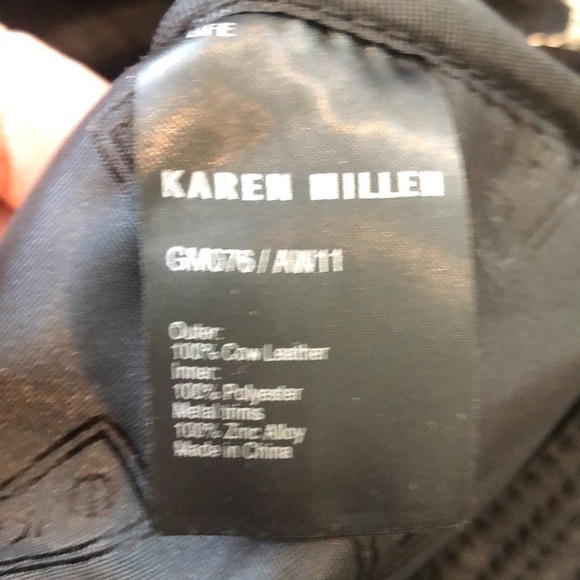 KAREN MILLEN
GM076/AW11
Outer:
100% Cow Leather
Inner:
100% Polyester
Metal trims
100% Zinc Alloy
Made in China